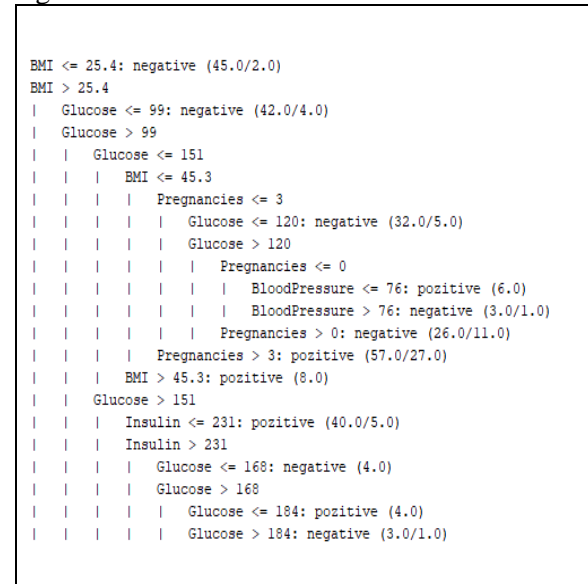 BMI <= 25.4: negative (45.0/2.0)
BMI > 25.4
|   Glucose <= 99: negative (42.0/4.0)
|   Glucose > 99
|   |   Glucose <= 151
|   |   |   BMI <= 45.3
|   |   |   |   Pregnancies <= 3
|   |   |   |   |   Glucose <= 120: negative (32.0/5.0)
|   |   |   |   |   Glucose > 120
|   |   |   |   |   |   Pregnancies <= 0
|   |   |   |   |   |   |   BloodPressure <= 76: pozitive (6.0)
|   |   |   |   |   |   |   BloodPressure > 76: negative (3.0/1.0)
|   |   |   |   |   |   Pregnancies > 0: negative (26.0/11.0)
|   |   |   |   Pregnancies > 3: pozitive (57.0/27.0)
|   |   |   BMI > 45.3: pozitive (8.0)
|   |   Glucose > 151
|   |   |   Insulin <= 231: pozitive (40.0/5.0)
|   |   |   Insulin > 231
|   |   |   |   Glucose <= 168: negative (4.0)
|   |   |   |   Glucose > 168
|   |   |   |   |   Glucose <= 184: pozitive (4.0)
|   |   |   |   |   Glucose > 184: negative (3.0/1.0)